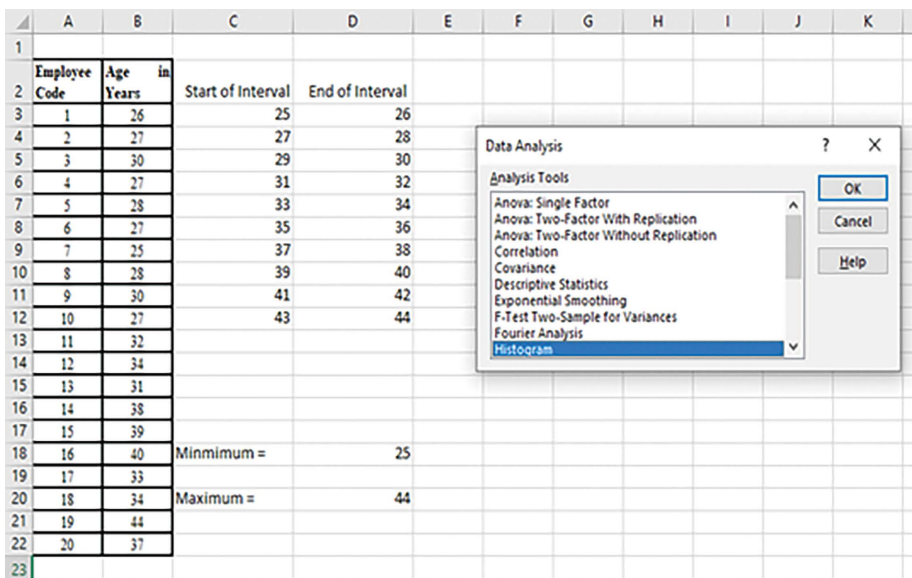 A B C D E F G H I J K
1
Employee Age in
2 Code Years Start of Interval End of Interval
3 1 26 25 26
4 2 27 27 28
5 3 30 29 30
6 4 27 31 32
7 5 28 33 34
8 6 27 35 36
9 7 25 37 38
10 8 28 39 40
11 9 30 41 42
12 10 27 43 44
13 11 32
14 12 34
15 13 31
16 14 38
17 15 39
18 16 40 Minmimum = 25
19 17 33
20 18 34 Maximum = 44
21 19 44
22 20 37
23
Data Analysis ? X
Analysis Tools
Anova: Single Factor
Anova: Two-Factor With Replication
Anova: Two-Factor Without Replication
Correlation
Covariance
Descriptive Statistics
Exponential Smoothing
F-Test Two-Sample for Variances
Fourier Analysis
Histogram
OK
Cancel
Help